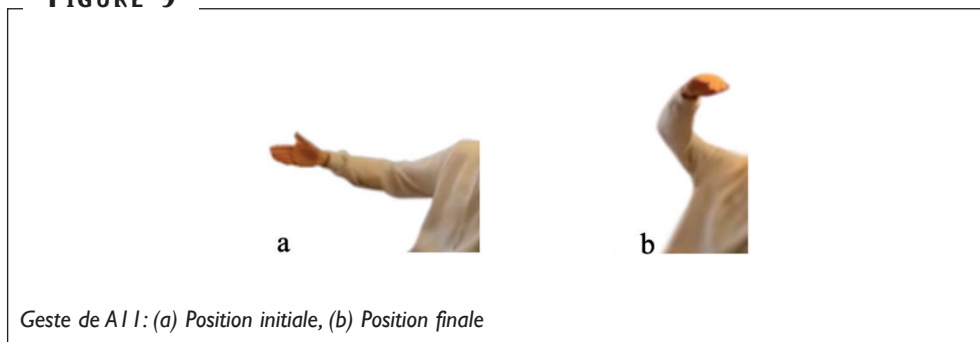 FIGURE 9
a
b
Geste de A11: (a) Position initiale, (b) Position finale